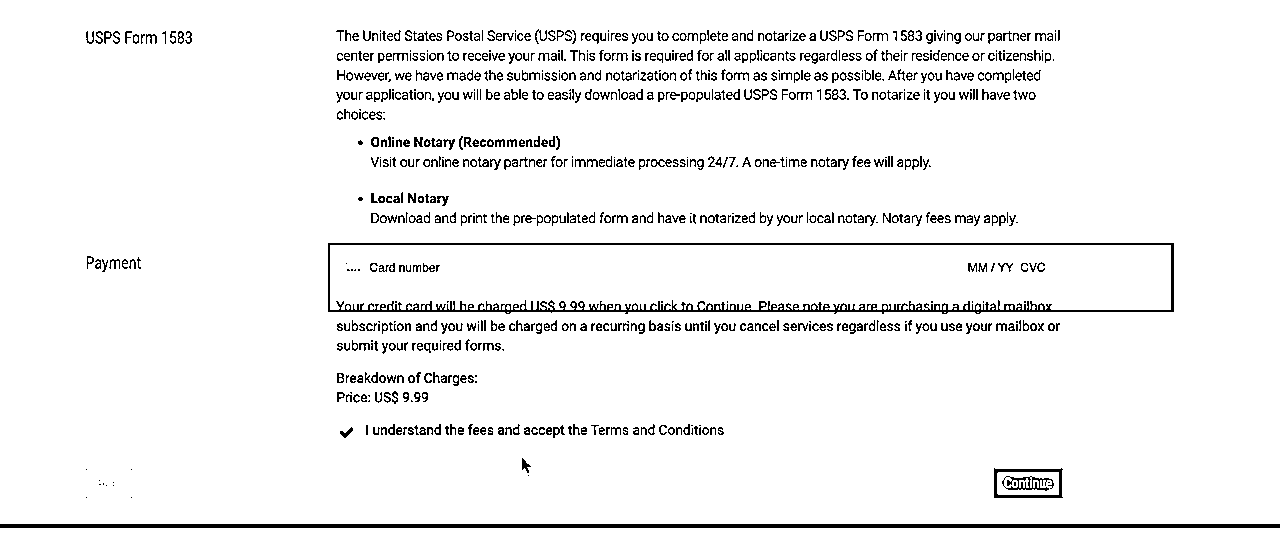 USPS Form 1583
The United States Postal Service (USPS) requires you to complete and notarize a USPS Form 1583 giving our partner mail
center permission to receive your mail. This form is required for all applicants regardless of their residence or citizenship.
However, we have made the submission and notarization of this form as simple as possible. After you have completed
your application, you will be able to easily download a pre-populated USPS Form 1583. To notarize it you will have two
choices:
• Online Notary (Recommended)
Visit our online notary partner for immediate processing 24/7. A one-time notary fee will apply.
• Local Notary
Download and print the pre-populated form and have it notarized by your local notary. Notary fees may apply.
Payment
Card number MM / YY CVC
Your credit card will be charged US$ 9.99 when you click to Continue. Please note you are purchasing a digital mailbox
subscription and you will be charged on a recurring basis until you cancel services regardless if you use your mailbox or
submit your required forms.
Breakdown of Charges:
Price: US$ 9.99
I understand the fees and accept the Terms and Conditions
Continue